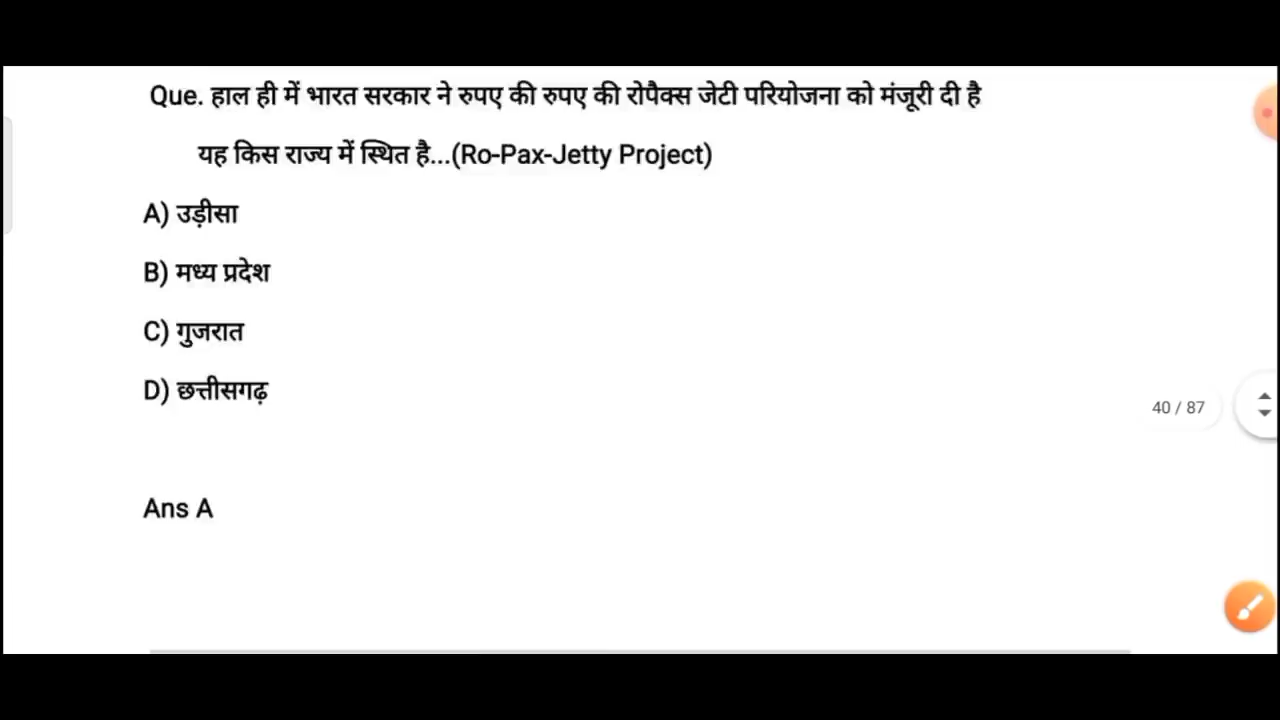 Que. हाल ही में भारत सरकार ने रुपए की रुपए की रोपैक्स जेटी परियोजना को मंजूरी दी है
यह किस राज्य में स्थित है...(Ro-Pax-Jetty Project)
A) उड़ीसा
B) मध्य प्रदेश
C) गुजरात
D) छत्तीसगढ़
40 / 87
Ans A